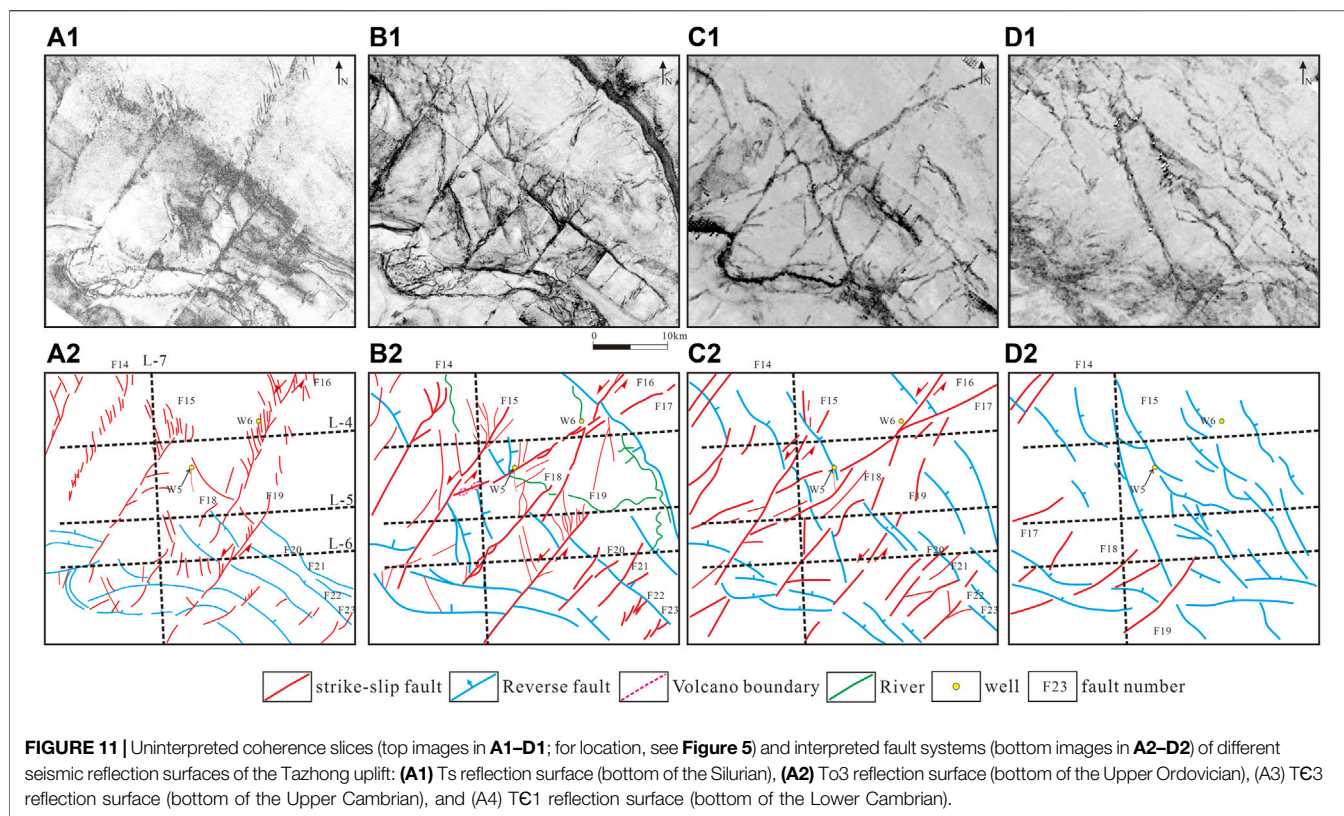 A1
B1
C1
D1
N
N
N
N
0
10km
A2
L-7
F14
F15
F16
W6
L-4
W5
F18
F19
L-5
L-6
F20
F21
F22
F23
B2
F14
F15
F16
F17
W6
W5
F18
F19
F20
F21
F22
F23
C2
F14
F15
F16
F17
W6
W5
F18
F19
F20
F21
F22
F23
D2
F14
F15
W6
W5
F17
F18
F19
strike-slip fault
Reverse fault
Volcano boundary
River
well
F23 fault number
FIGURE 11 | Uninterpreted coherence slices (top images in A1–D1; for location, see Figure 5) and interpreted fault systems (bottom images in A2–D2) of different
seismic reflection surfaces of the Tazhong uplift: (A1) Ts reflection surface (bottom of the Silurian), (A2) To3 reflection surface (bottom of the Upper Ordovician), (A3) TЄ3
reflection surface (bottom of the Upper Cambrian), and (A4) TЄ1 reflection surface (bottom of the Lower Cambrian).